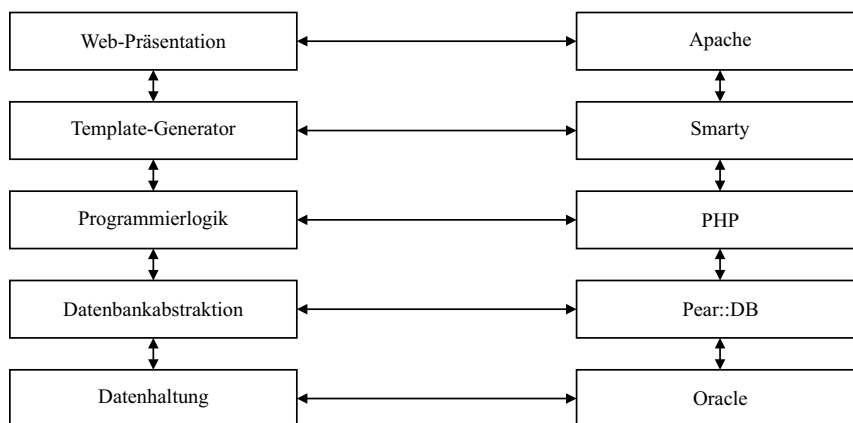 Web-Präsentation
Apache
Template-Generator
Smarty
Programmierlogik
PHP
Datenbankabstraktion
Pear::DB
Datenhaltung
Oracle